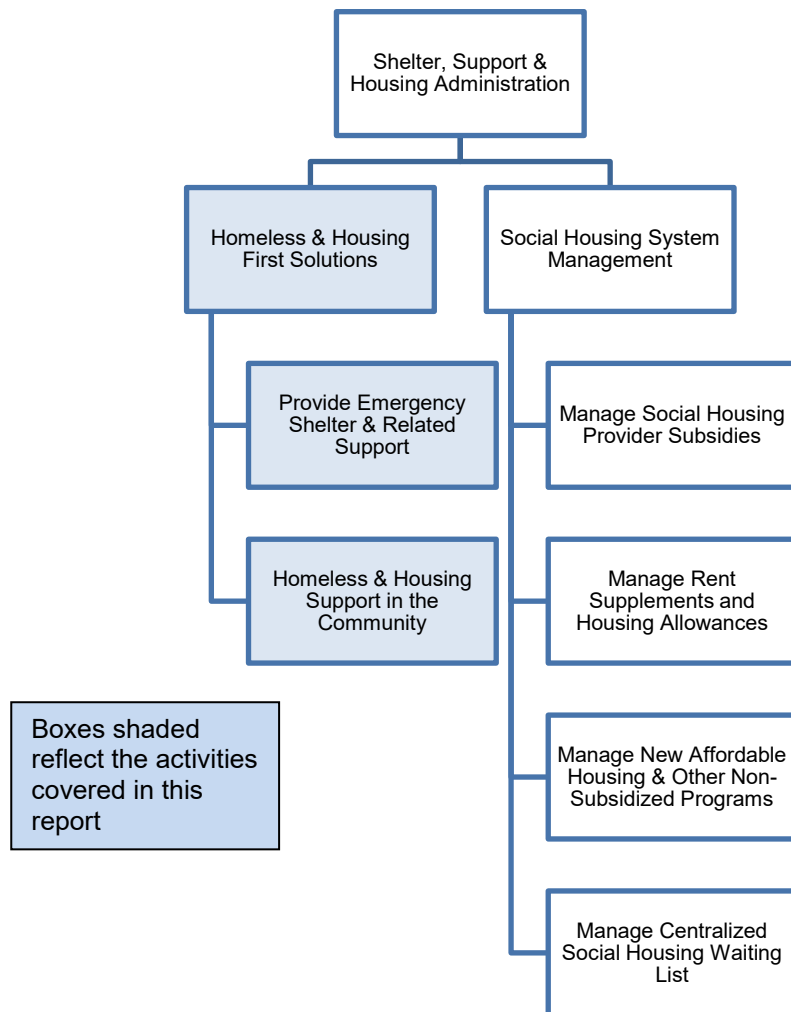 Shelter, Support &
Housing Administration
Homeless & Housing
First Solutions
Social Housing System
Management
Provide Emergency
Shelter & Related
Support
Manage Social Housing
Provider Subsidies
Homeless & Housing
Support in the
Community
Manage Rent
Supplements and
Housing Allowances
Boxes shaded
reflect the activities
covered in this
report
Manage New Affordable
Housing & Other Non-
Subsidized Programs
Manage Centralized
Social Housing Waiting
List